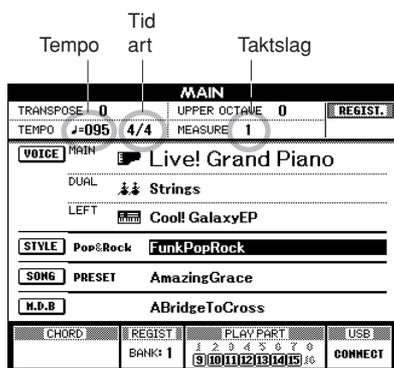 Tid
Tempo art Taktslag
MAIN
TRANSPOSE 0 UPPER OCTAVE 0 REGIST.
TEMPO ♩=095 4/4 MEASURE 1
VOICE MAIN Live! Grand Piano
DUAL Strings
LEFT Cool! GalaxyEP
STYLE Pop&Rock FunkPopRock
SONG PRESET AmazingGrace
M.D.B ABridgeToCross
CHORD REGIST PLAY PART USB
BANK: 1 1 2 3 4 5 6 7 8 CONNECT
9 10 11 12 13 14 15 16